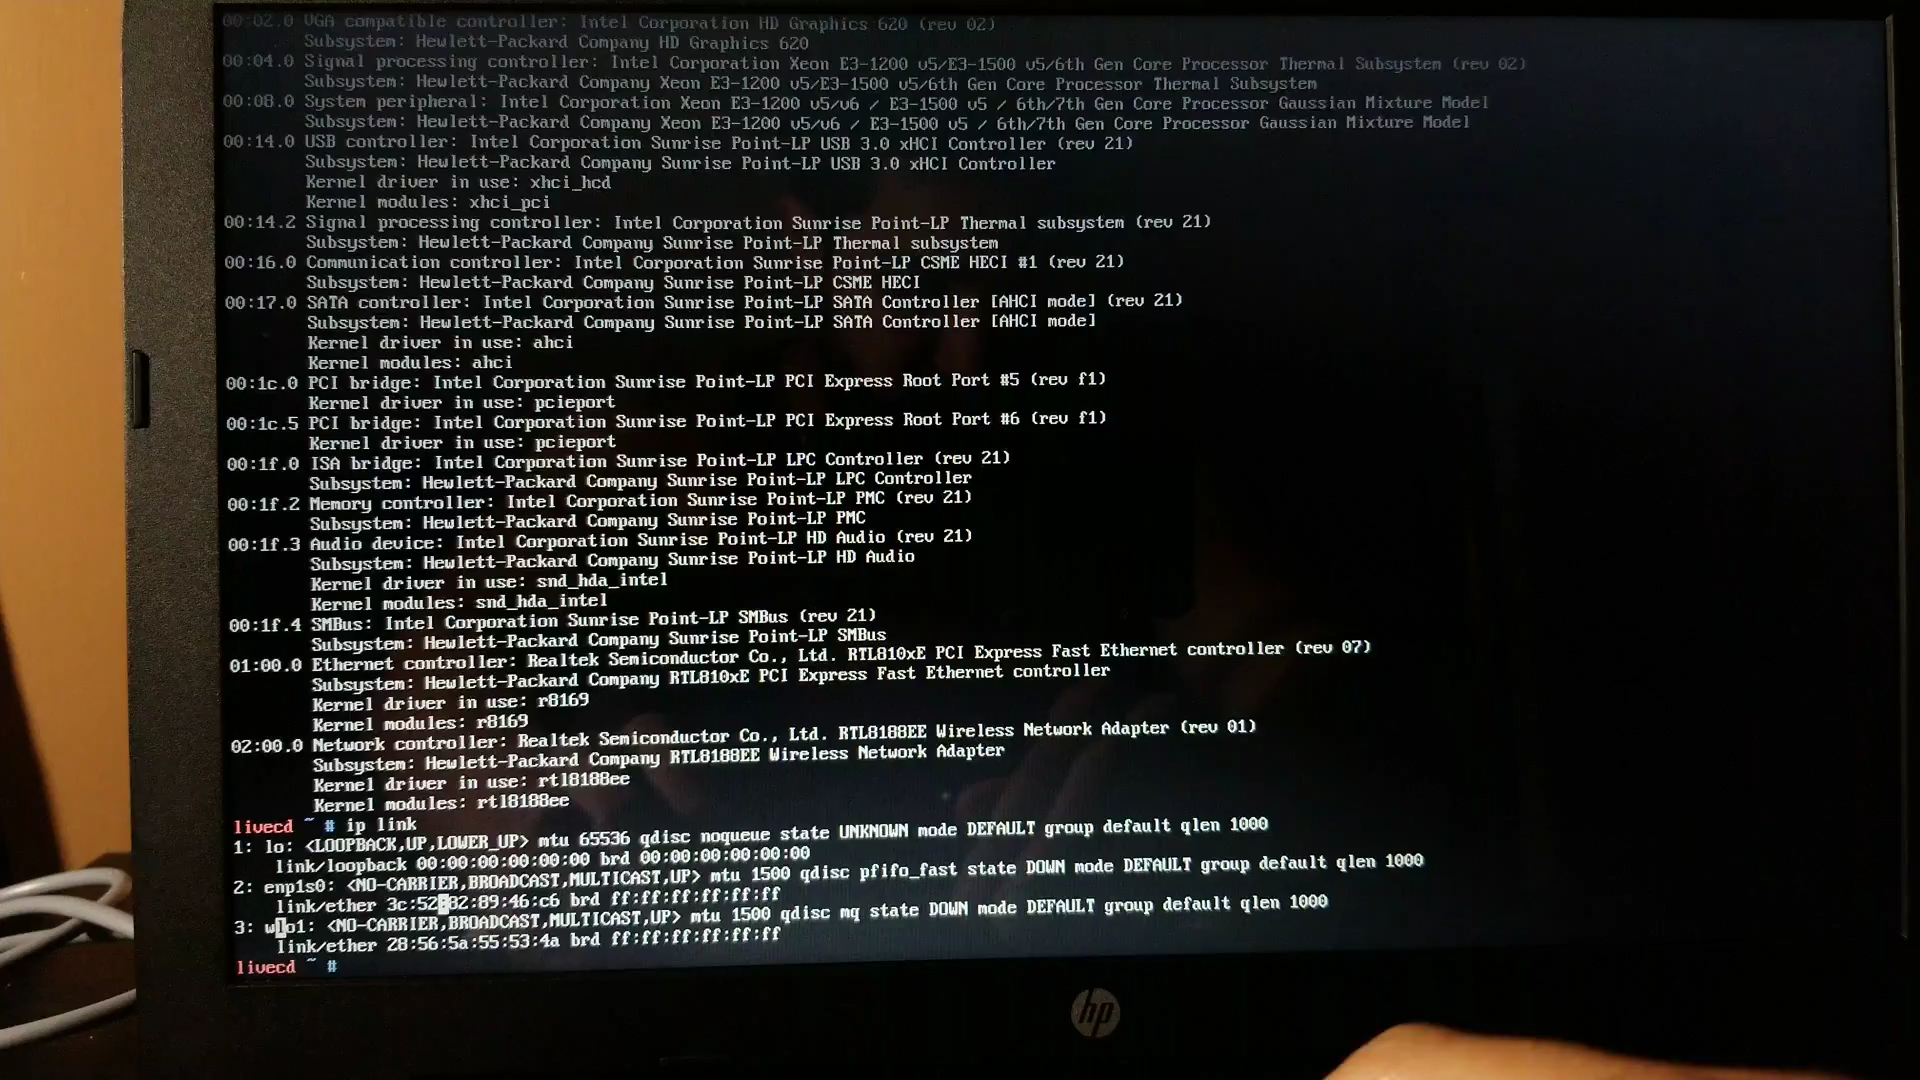 00:02.0 VGA compatible controller: Intel Corporation HD Graphics 620 (rev 02)
Subsystem: Hewlett-Packard Company HD Graphics 620
00:04.0 Signal processing controller: Intel Corporation Xeon E3-1200 v5/E3-1500 v5/6th Gen Core Processor Thermal Subsystem (rev 02)
Subsystem: Hewlett-Packard Company Xeon E3-1200 v5/E3-1500 v5/6th Gen Core Processor Thermal Subsystem
00:08.0 System peripheral: Intel Corporation Xeon E3-1200 v5/v6 / E3-1500 v5 / 6th/7th Gen Core Processor Gaussian Mixture Model
Subsystem: Hewlett-Packard Company Xeon E3-1200 v5/v6 / E3-1500 v5 / 6th/7th Gen Core Processor Gaussian Mixture Model
00:14.0 USB controller: Intel Corporation Sunrise Point-LP USB 3.0 xHCI Controller (rev 21)
Subsystem: Hewlett-Packard Company Sunrise Point-LP USB 3.0 xHCI Controller
Kernel driver in use: xhci_hcd
Kernel modules: xhci_pci
00:14.2 Signal processing controller: Intel Corporation Sunrise Point-LP Thermal subsystem (rev 21)
Subsystem: Hewlett-Packard Company Sunrise Point-LP Thermal subsystem
00:16.0 Communication controller: Intel Corporation Sunrise Point-LP CSME HECI #1 (rev 21)
Subsystem: Hewlett-Packard Company Sunrise Point-LP CSME HECI
00:17.0 SATA controller: Intel Corporation Sunrise Point-LP SATA Controller [AHCI mode] (rev 21)
Subsystem: Hewlett-Packard Company Sunrise Point-LP SATA Controller [AHCI mode]
Kernel driver in use: ahci
Kernel modules: ahci
00:1c.0 PCI bridge: Intel Corporation Sunrise Point-LP PCI Express Root Port #5 (rev f1)
Kernel driver in use: pcieport
00:1c.5 PCI bridge: Intel Corporation Sunrise Point-LP PCI Express Root Port #6 (rev f1)
Kernel driver in use: pcieport
00:1f.0 ISA bridge: Intel Corporation Sunrise Point-LP LPC Controller (rev 21)
Subsystem: Hewlett-Packard Company Sunrise Point-LP LPC Controller
00:1f.2 Memory controller: Intel Corporation Sunrise Point-LP PMC (rev 21)
Subsystem: Hewlett-Packard Company Sunrise Point-LP PMC
00:1f.3 Audio device: Intel Corporation Sunrise Point-LP HD Audio (rev 21)
Subsystem: Hewlett-Packard Company Sunrise Point-LP HD Audio
Kernel driver in use: snd_hda_intel
Kernel modules: snd_hda_intel
00:1f.4 SMBus: Intel Corporation Sunrise Point-LP SMBus (rev 21)
Subsystem: Hewlett-Packard Company Sunrise Point-LP SMBus
01:00.0 Ethernet controller: Realtek Semiconductor Co., Ltd. RTL810xE PCI Express Fast Ethernet controller (rev 07)
Subsystem: Hewlett-Packard Company RTL810xE PCI Express Fast Ethernet controller
Kernel driver in use: r8169
Kernel modules: r8169
02:00.0 Network controller: Realtek Semiconductor Co., Ltd. RTL8188EE Wireless Network Adapter (rev 01)
Subsystem: Hewlett-Packard Company RTL8188EE Wireless Network Adapter
Kernel driver in use: rtl8188ee
Kernel modules: rtl8188ee
livecd ~ # ip link
1: lo: <LOOPBACK,UP,LOWER_UP> mtu 65536 qdisc noqueue state UNKNOWN mode DEFAULT group default qlen 1000
link/loopback 00:00:00:00:00:00 brd 00:00:00:00:00:00
2: enp1s0: <NO-CARRIER,BROADCAST,MULTICAST,UP> mtu 1500 qdisc pfifo_fast state DOWN mode DEFAULT group default qlen 1000
link/ether 3c:52:82:89:46:c6 brd ff:ff:ff:ff:ff:ff
3: wlo1: <NO-CARRIER,BROADCAST,MULTICAST,UP> mtu 1500 qdisc mq state DOWN mode DEFAULT group default qlen 1000
link/ether 28:56:5a:55:53:4a brd ff:ff:ff:ff:ff:ff
livecd ~ #
hp